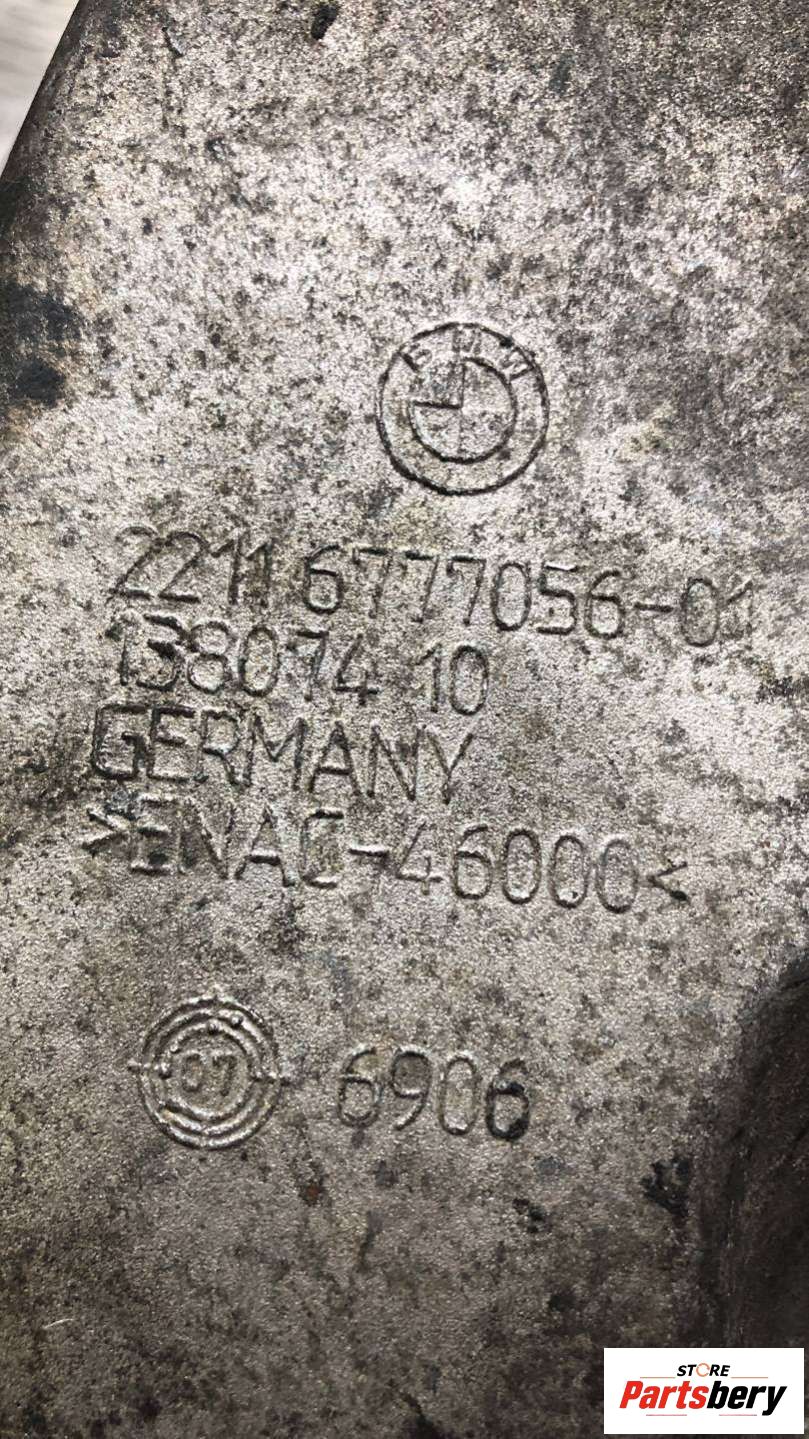 BMW
2211 6777056-01
138074 10
GERMANY
>ENAC-46000<
07 6906
STORE
Partsbery